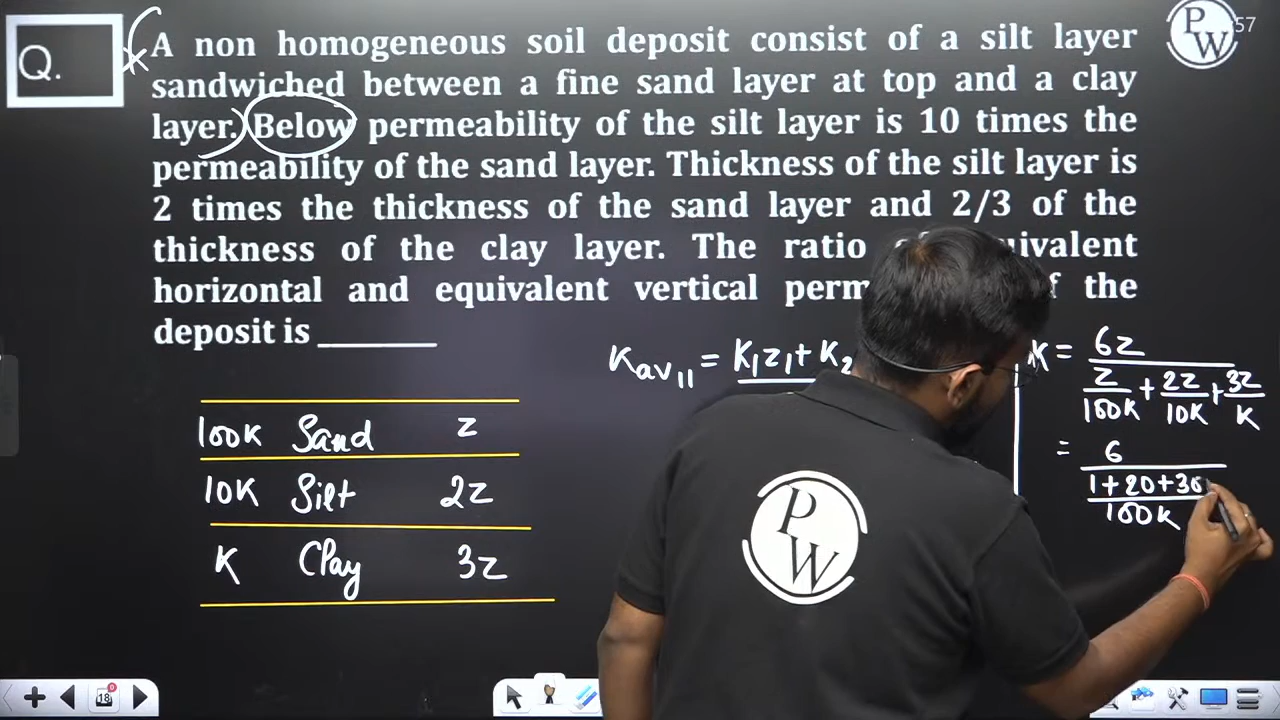 Q.
A non homogeneous soil deposit consist of a silt layer
sandwiched between a fine sand layer at top and a clay
layer. Below permeability of the silt layer is 10 times the
permeability of the sand layer. Thickness of the silt layer is
2 times the thickness of the sand layer and 2/3 of the
thickness of the clay layer. The ratio uivalent
horizontal and equivalent vertical perm f the
deposit is ________
P W
57
Kav|| = K1z1 + K2
K = 6z / (z/100K + 2z/10K + 3z/K)
= 6 / ((1+20+30)/100K)
100K Sand z
10K Silt 2z
K Clay 3z
P W
18